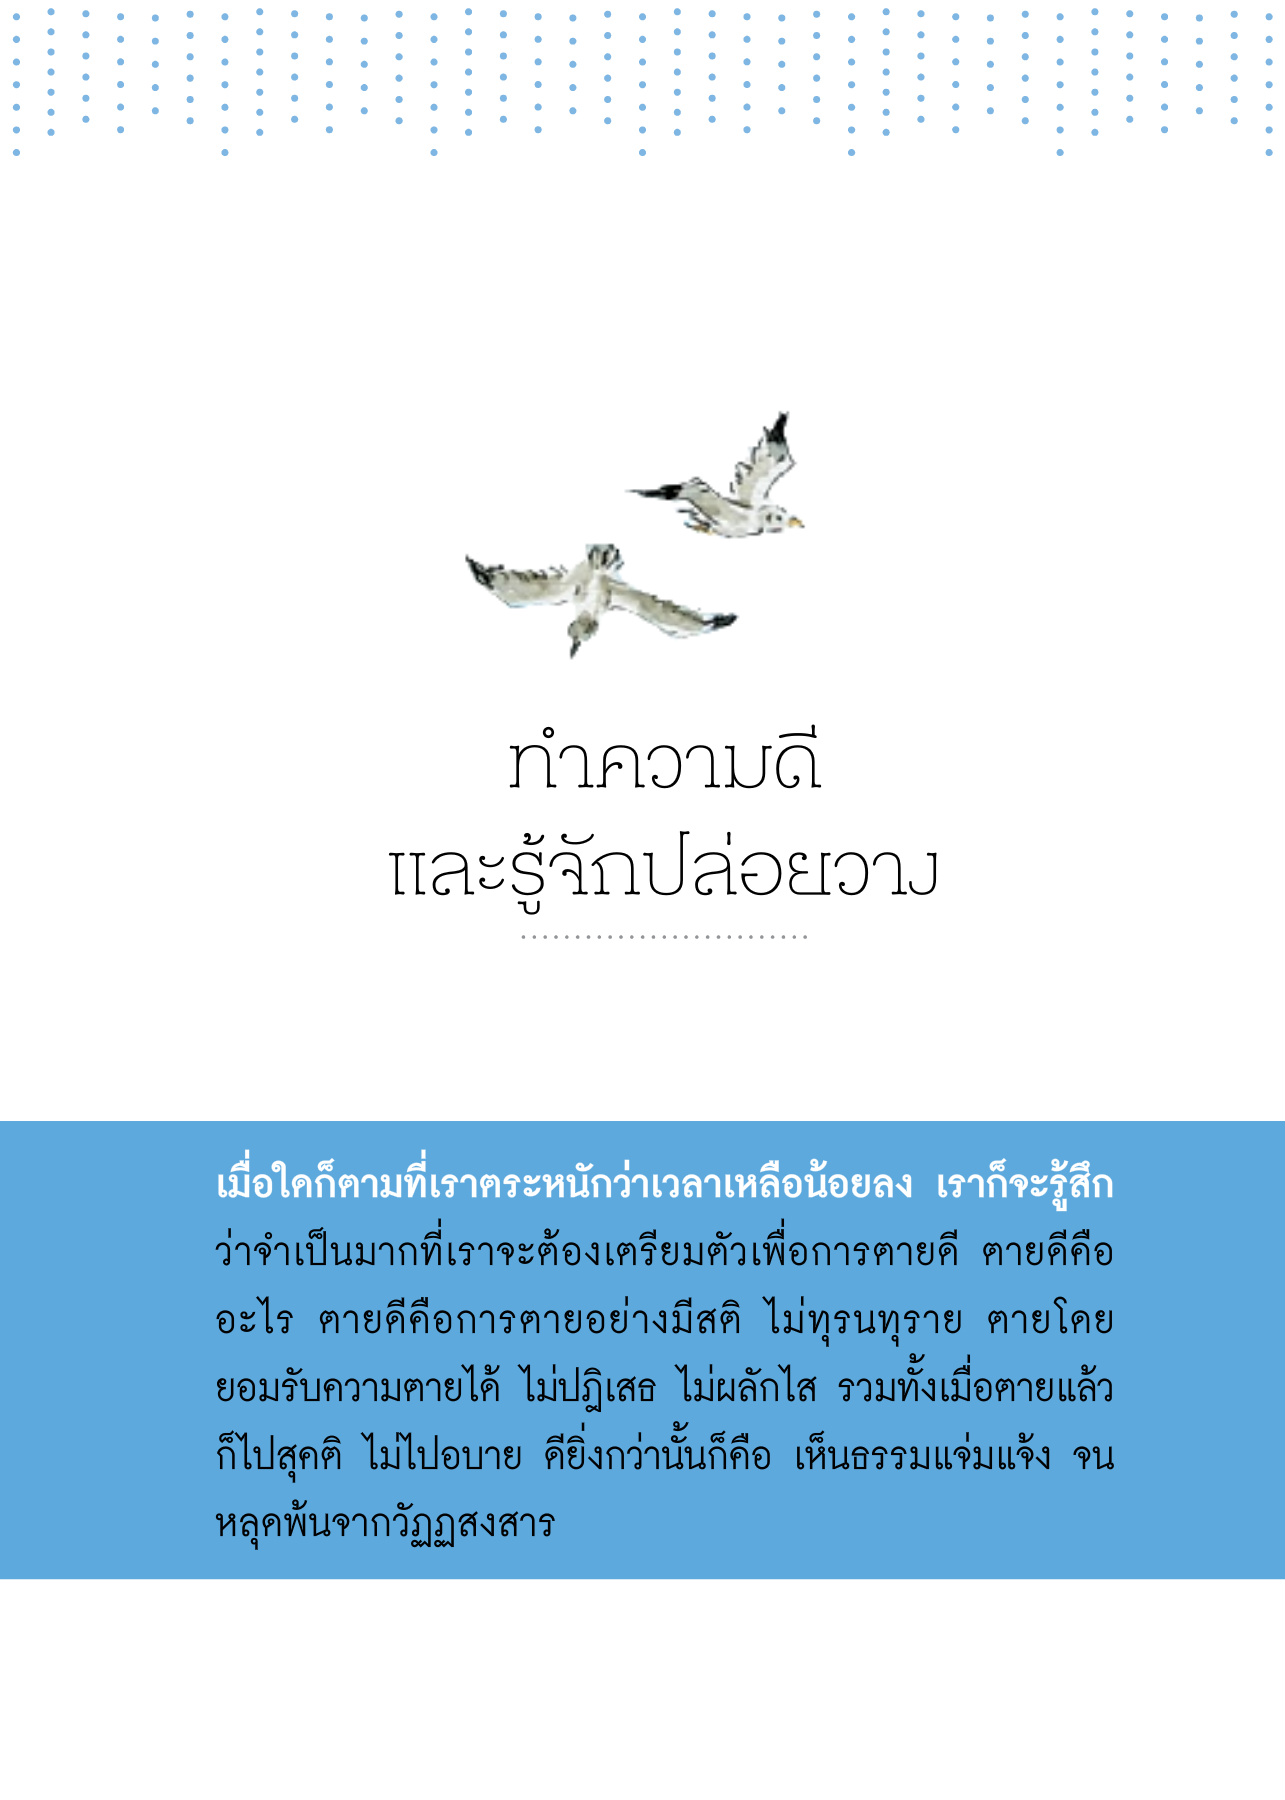 ทำความดี
และรู้จักปล่อยวาง
เมื่อใดก็ตามที่เราตระหนักว่าเวลาเหลือน้อยลง เราก็จะรู้สึก
ว่าจำเป็นมากที่เราจะต้องเตรียมตัวเพื่อการตายดี ตายดีคือ
อะไร ตายดีคือการตายอย่างมีสติ ไม่ทุรนทุราย ตายโดย
ยอมรับความตายได้ ไม่ปฎิเสธ ไม่ผลักไส รวมทั้งเมื่อตายแล้ว
ก็ไปสุคติ ไม่ไปอบาย ดียิ่งกว่านั้นก็คือ เห็นธรรมแจ่มแจ้ง จน
หลุดพ้นจากวัฏฏสงสาร